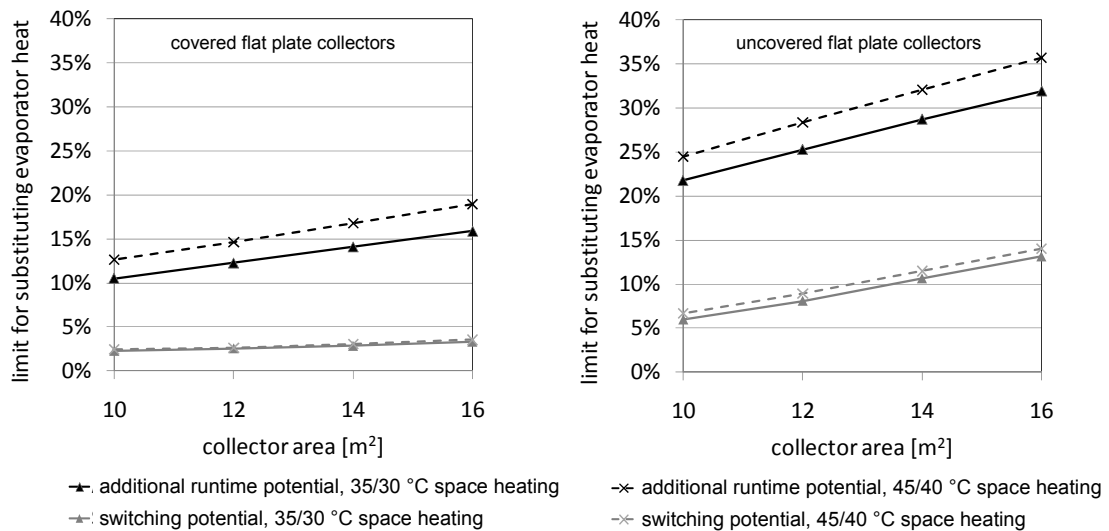 limit for substituting evaporator heat
40%
35%
30%
25%
20%
15%
10%
5%
0%
covered flat plate collectors
10 12 14 16
collector area [m²]
limit for substituting evaporator heat
40%
35%
30%
25%
20%
15%
10%
5%
0%
uncovered flat plate collectors
10 12 14 16
collector area [m²]
additional runtime potential, 35/30 °C space heating
switching potential, 35/30 °C space heating
additional runtime potential, 45/40 °C space heating
switching potential, 45/40 °C space heating